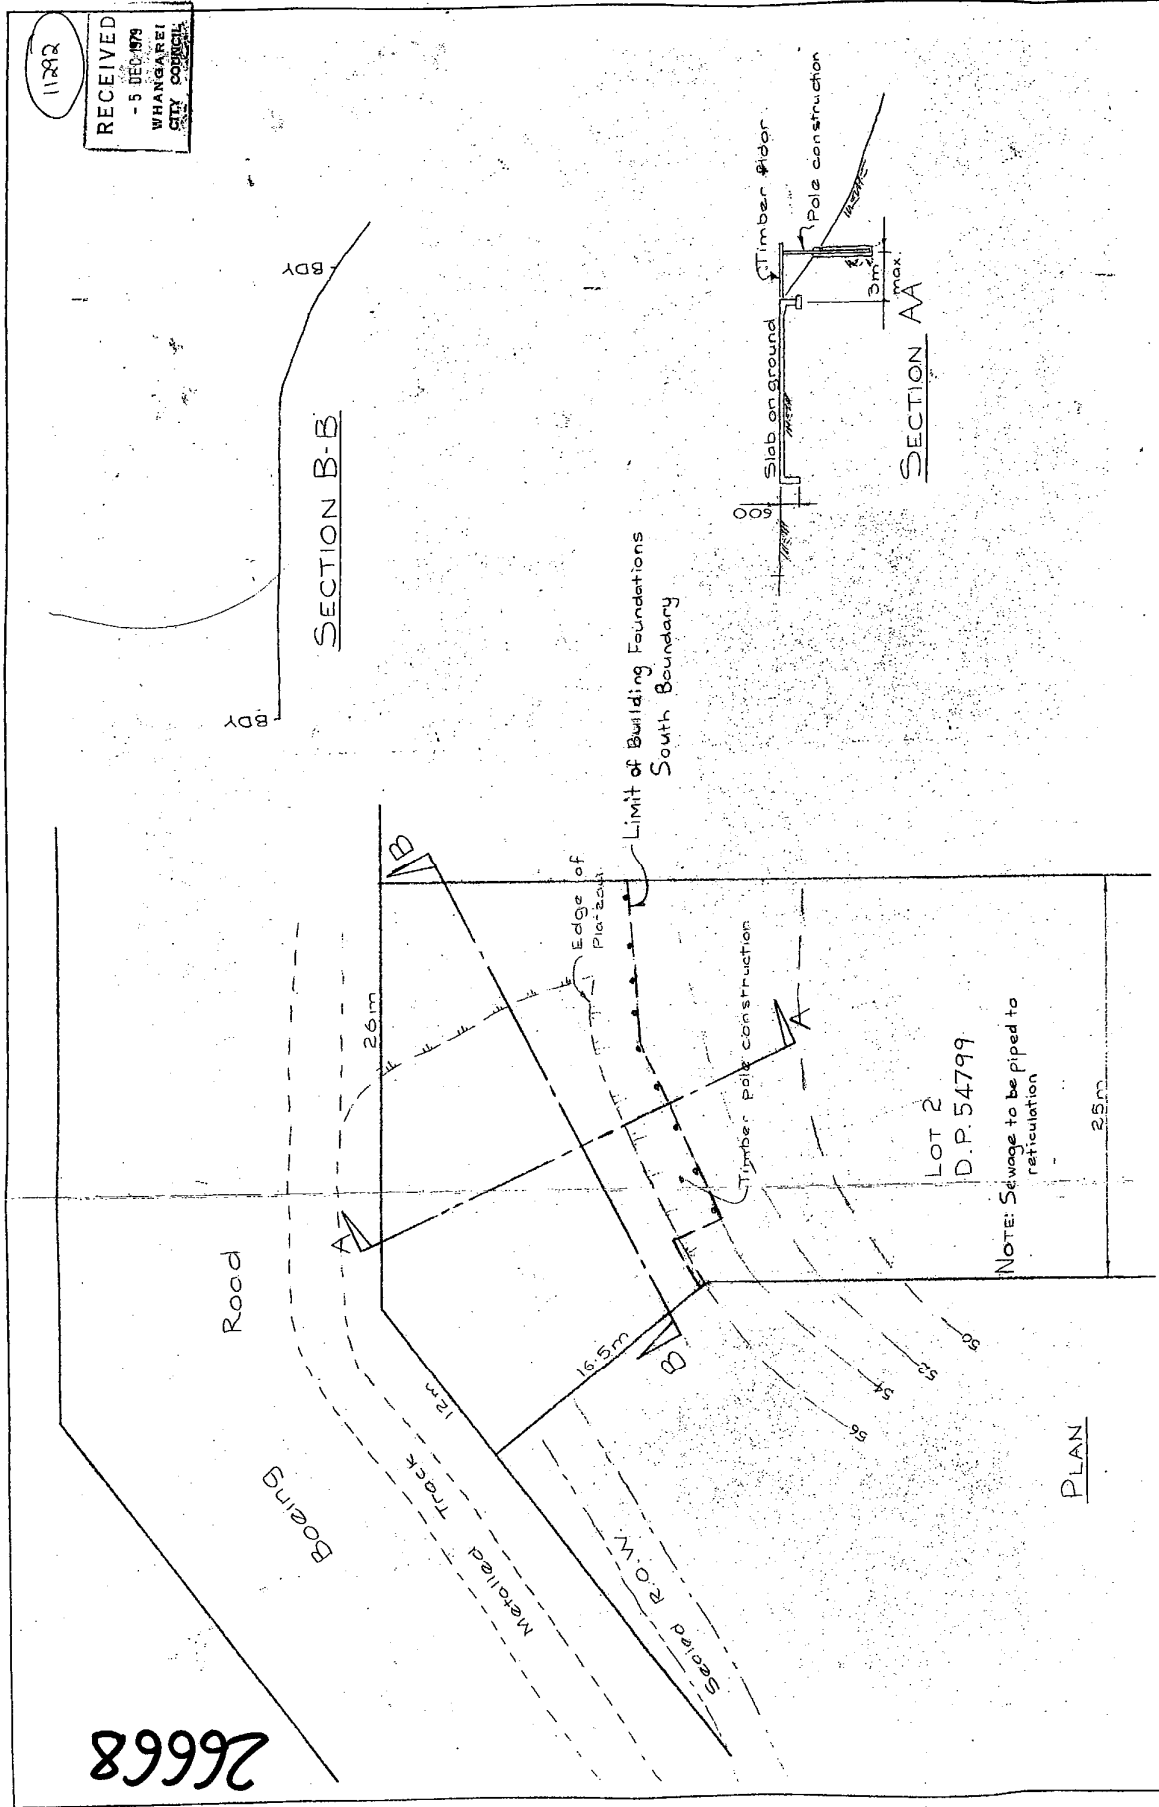 11292
RECEIVED
- 5 DEC 1979
WHANGAREI
CITY COUNCIL
BDY
BDY
SECTION B-B
Timber floor
Pole construction
Slab on ground
600
3m
max.
SECTION AA
Limit of Building Foundations
South Boundary
Edge of
Plateau
B
26m
A
Road
Boeing
12m
Metalled Track
16.5m
B
Sealed R.O.W
Timber pole construction
A
LOT 2
D.P. 54799
NOTE: Sewage to be piped to
reticulation
25m
56
54
52
50
PLAN
26668